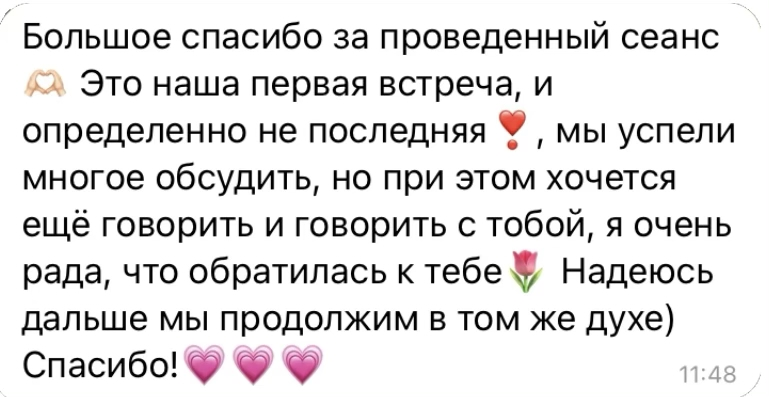 Большое спасибо за проведенный сеанс
🫶🏻 Это наша первая встреча, и
определенно не последняя❣️, мы успели
многое обсудить, но при этом хочется
ещё говорить и говорить с тобой, я очень
рада, что обратилась к тебе🌷 Надеюсь
дальше мы продолжим в том же духе)
Спасибо!💗💗💗
11:48